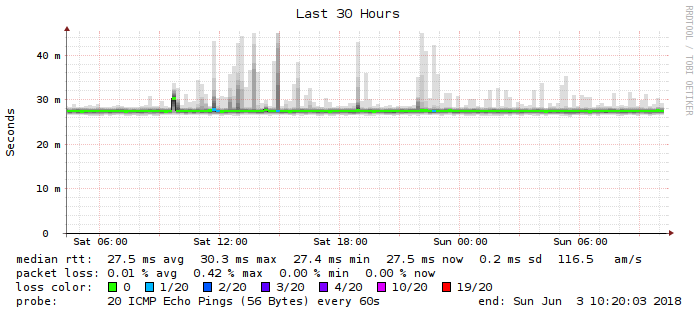 Last 30 Hours
RRDTOOL / TOBI OETIKER
Seconds
40 m
30 m
20 m
10 m
0
Sat 06:00 Sat 12:00 Sat 18:00 Sun 00:00 Sun 06:00
median rtt: 27.5 ms avg 30.3 ms max 27.4 ms min 27.5 ms now 0.2 ms sd 116.5 am/s
packet loss: 0.01 % avg 0.42 % max 0.00 % min 0.00 % now
loss color: 0 1/20 2/20 3/20 4/20 10/20 19/20
probe: 20 ICMP Echo Pings (56 Bytes) every 60s end: Sun Jun 3 10:20:03 2018